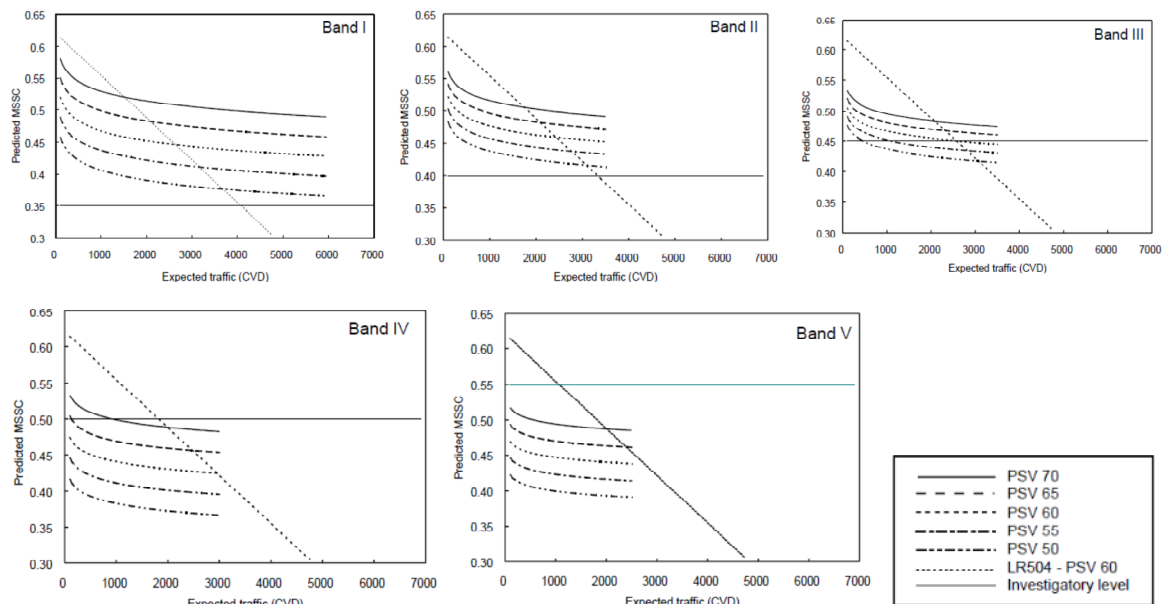 Band I
0.65
0.60
0.55
0.50
0.45
0.40
0.35
0.3
Predicted MSSC
0 1000 2000 3000 4000 5000 6000 7000
Expected traffic (CVD)
Band II
0.65
0.60
0.55
0.50
0.45
0.40
0.35
0.30
Predicted MSSC
0 1000 2000 3000 4000 5000 6000 7000
Expected traffic (CVD)
Band III
0.65
0.60
0.55
0.50
0.45
0.40
0.35
0.30
Predicted MSSC
0 1000 2000 3000 4000 5000 6000 7000
Expected traffic (CVD)
Band IV
0.65
0.60
0.55
0.50
0.45
0.40
0.35
0.30
Predicted MSSC
0 1000 2000 3000 4000 5000 6000 7000
Expected traffic (CVD)
Band V
0.65
0.60
0.55
0.50
0.45
0.40
0.35
0.30
Predicted MSSC
0 1000 2000 3000 4000 5000 6000 7000
Expected traffic (CVD)
PSV 70
PSV 65
PSV 60
PSV 55
PSV 50
LR504 - PSV 60
Investigatory level